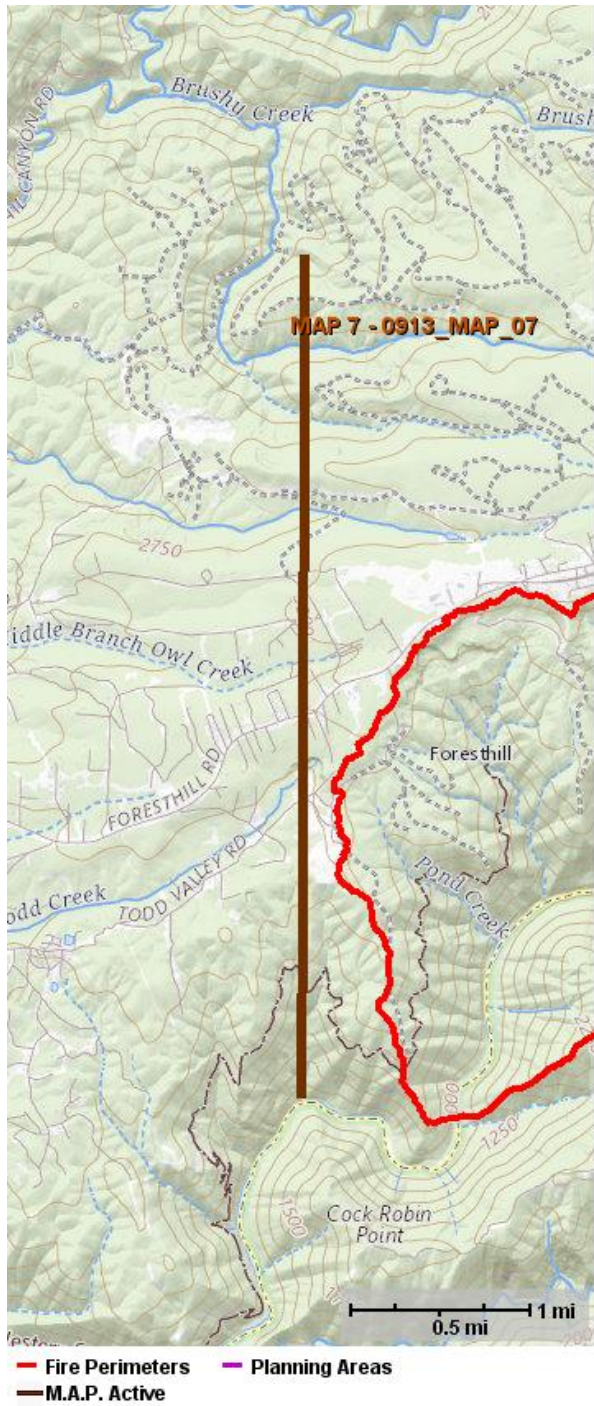 Brushy Creek
Brush
HIL CANYON RD
MAP 7 - 0913_MAP_07
2750
iddle Branch Owl Creek
Foresthill
FORESTHILL RD
Pond Creek
odd Creek
TODD VALLEY RD
1250
1500
Cock Robin
Point
1 mi
0.5 mi
Fire Perimeters
Planning Areas
M.A.P. Active